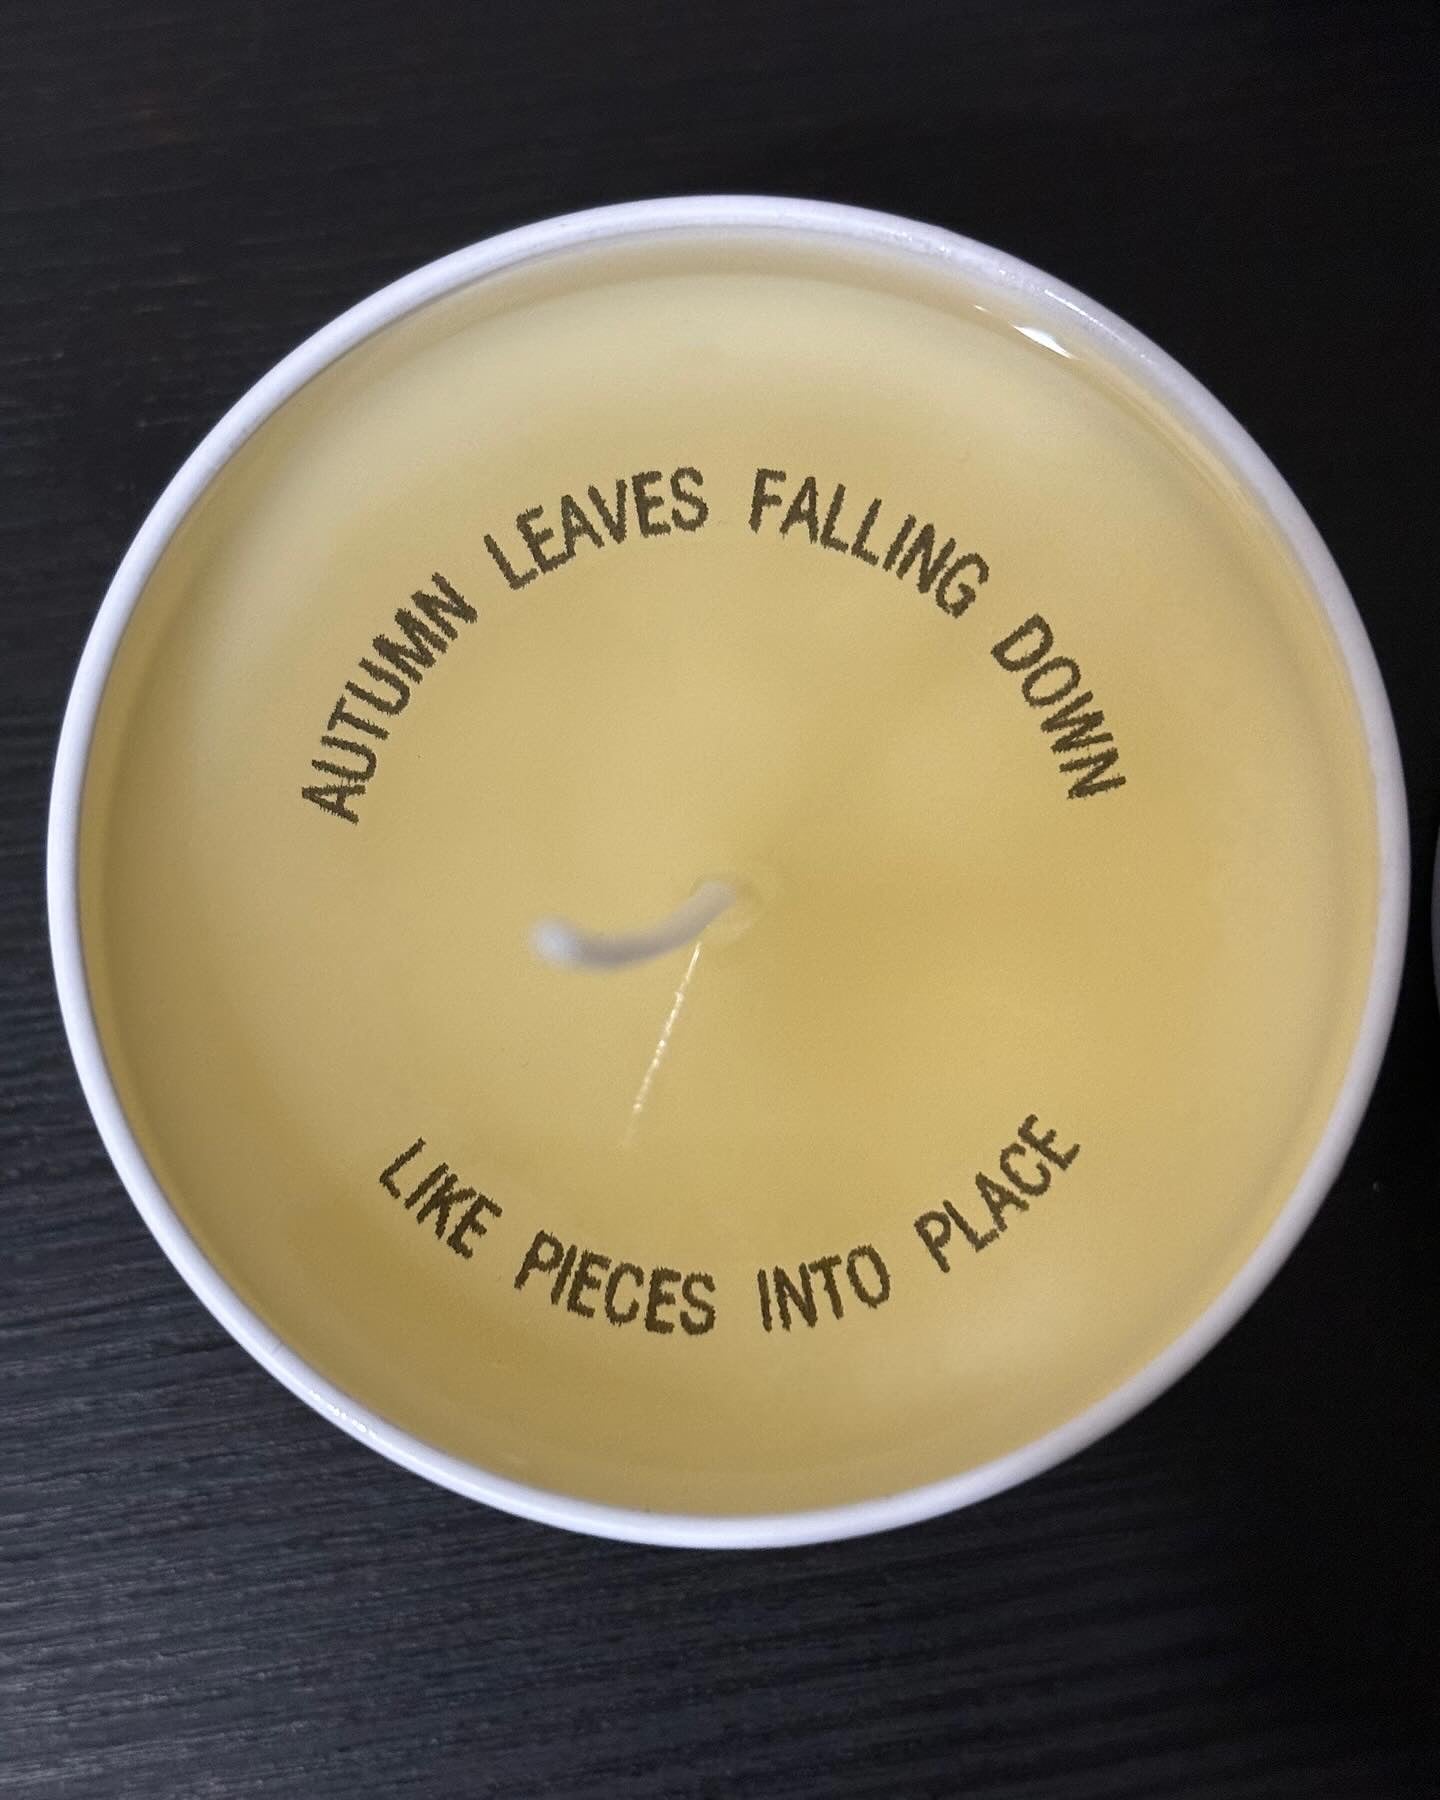 AUTUMN LEAVES FALLING DOWN
LIKE PIECES INTO PLACE